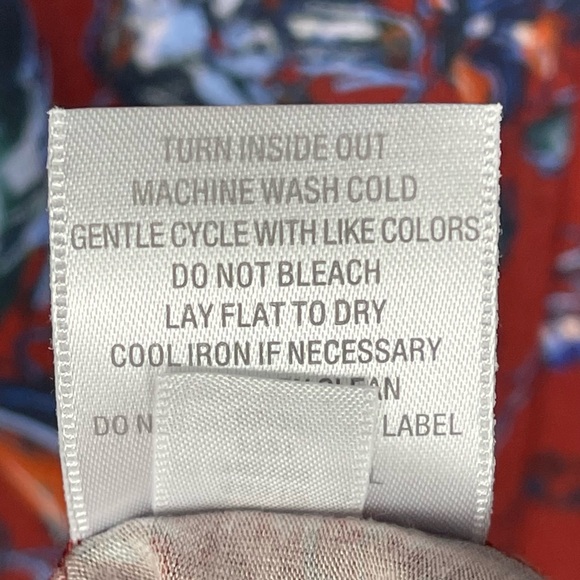 TURN INSIDE OUT
MACHINE WASH COLD
GENTLE CYCLE WITH LIKE COLORS
DO NOT BLEACH
LAY FLAT TO DRY
COOL IRON IF NECESSARY
CLEAN
DO N LABEL
L